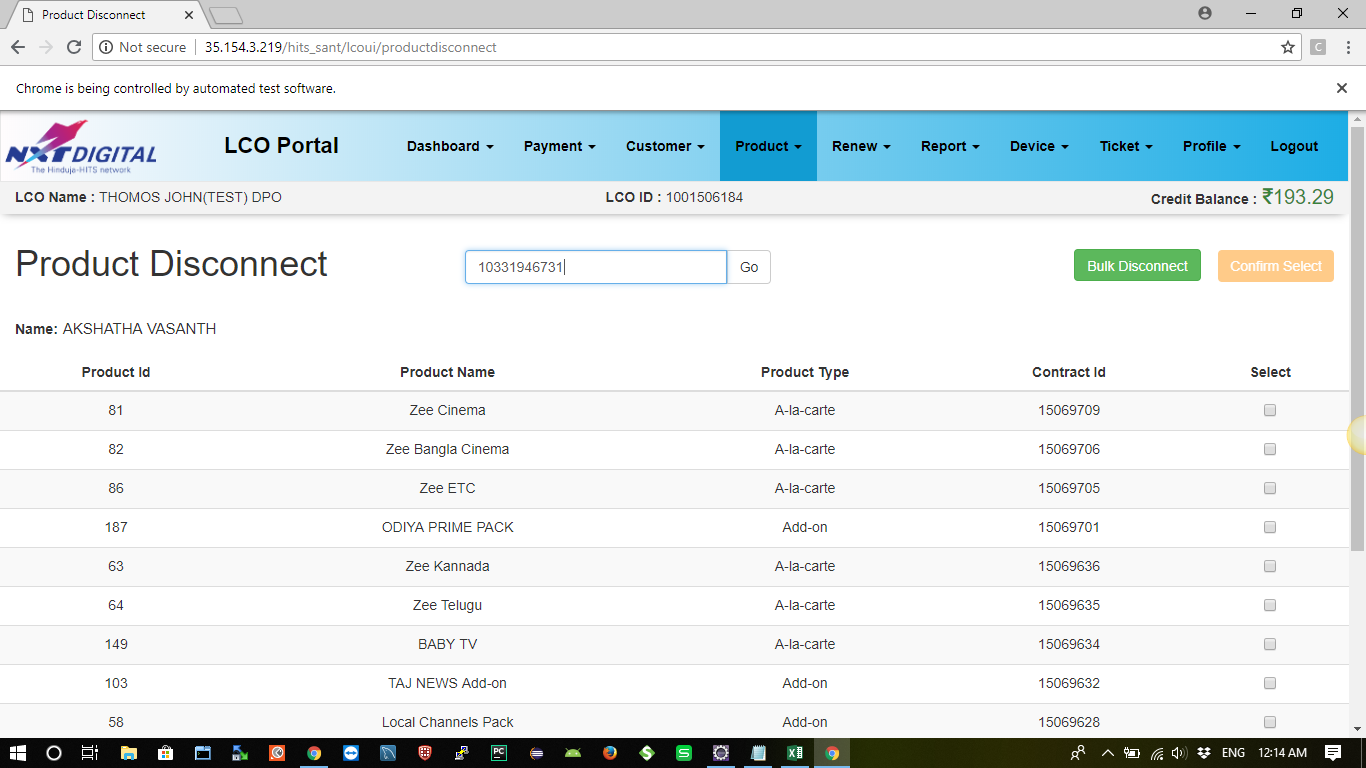 Product Disconnect
Not secure 35.154.3.219/hits_sant/lcoui/productdisconnect
C
Chrome is being controlled by automated test software.
NXTDIGITAL
The Hinduja-HITS network
LCO Portal Dashboard Payment Customer Product Renew Report Device Ticket Profile Logout
LCO Name : THOMOS JOHN(TEST) DPO LCO ID : 1001506184 Credit Balance : ₹193.29
Product Disconnect 10331946731 Go Bulk Disconnect Confirm Select
Name: AKSHATHA VASANTH
Product Id Product Name Product Type Contract Id Select
81 Zee Cinema A-la-carte 15069709
82 Zee Bangla Cinema A-la-carte 15069706
86 Zee ETC A-la-carte 15069705
187 ODIYA PRIME PACK Add-on 15069701
63 Zee Kannada A-la-carte 15069636
64 Zee Telugu A-la-carte 15069635
149 BABY TV A-la-carte 15069634
103 TAJ NEWS Add-on Add-on 15069632
58 Local Channels Pack Add-on 15069628
PC S ENG 12:14 AM